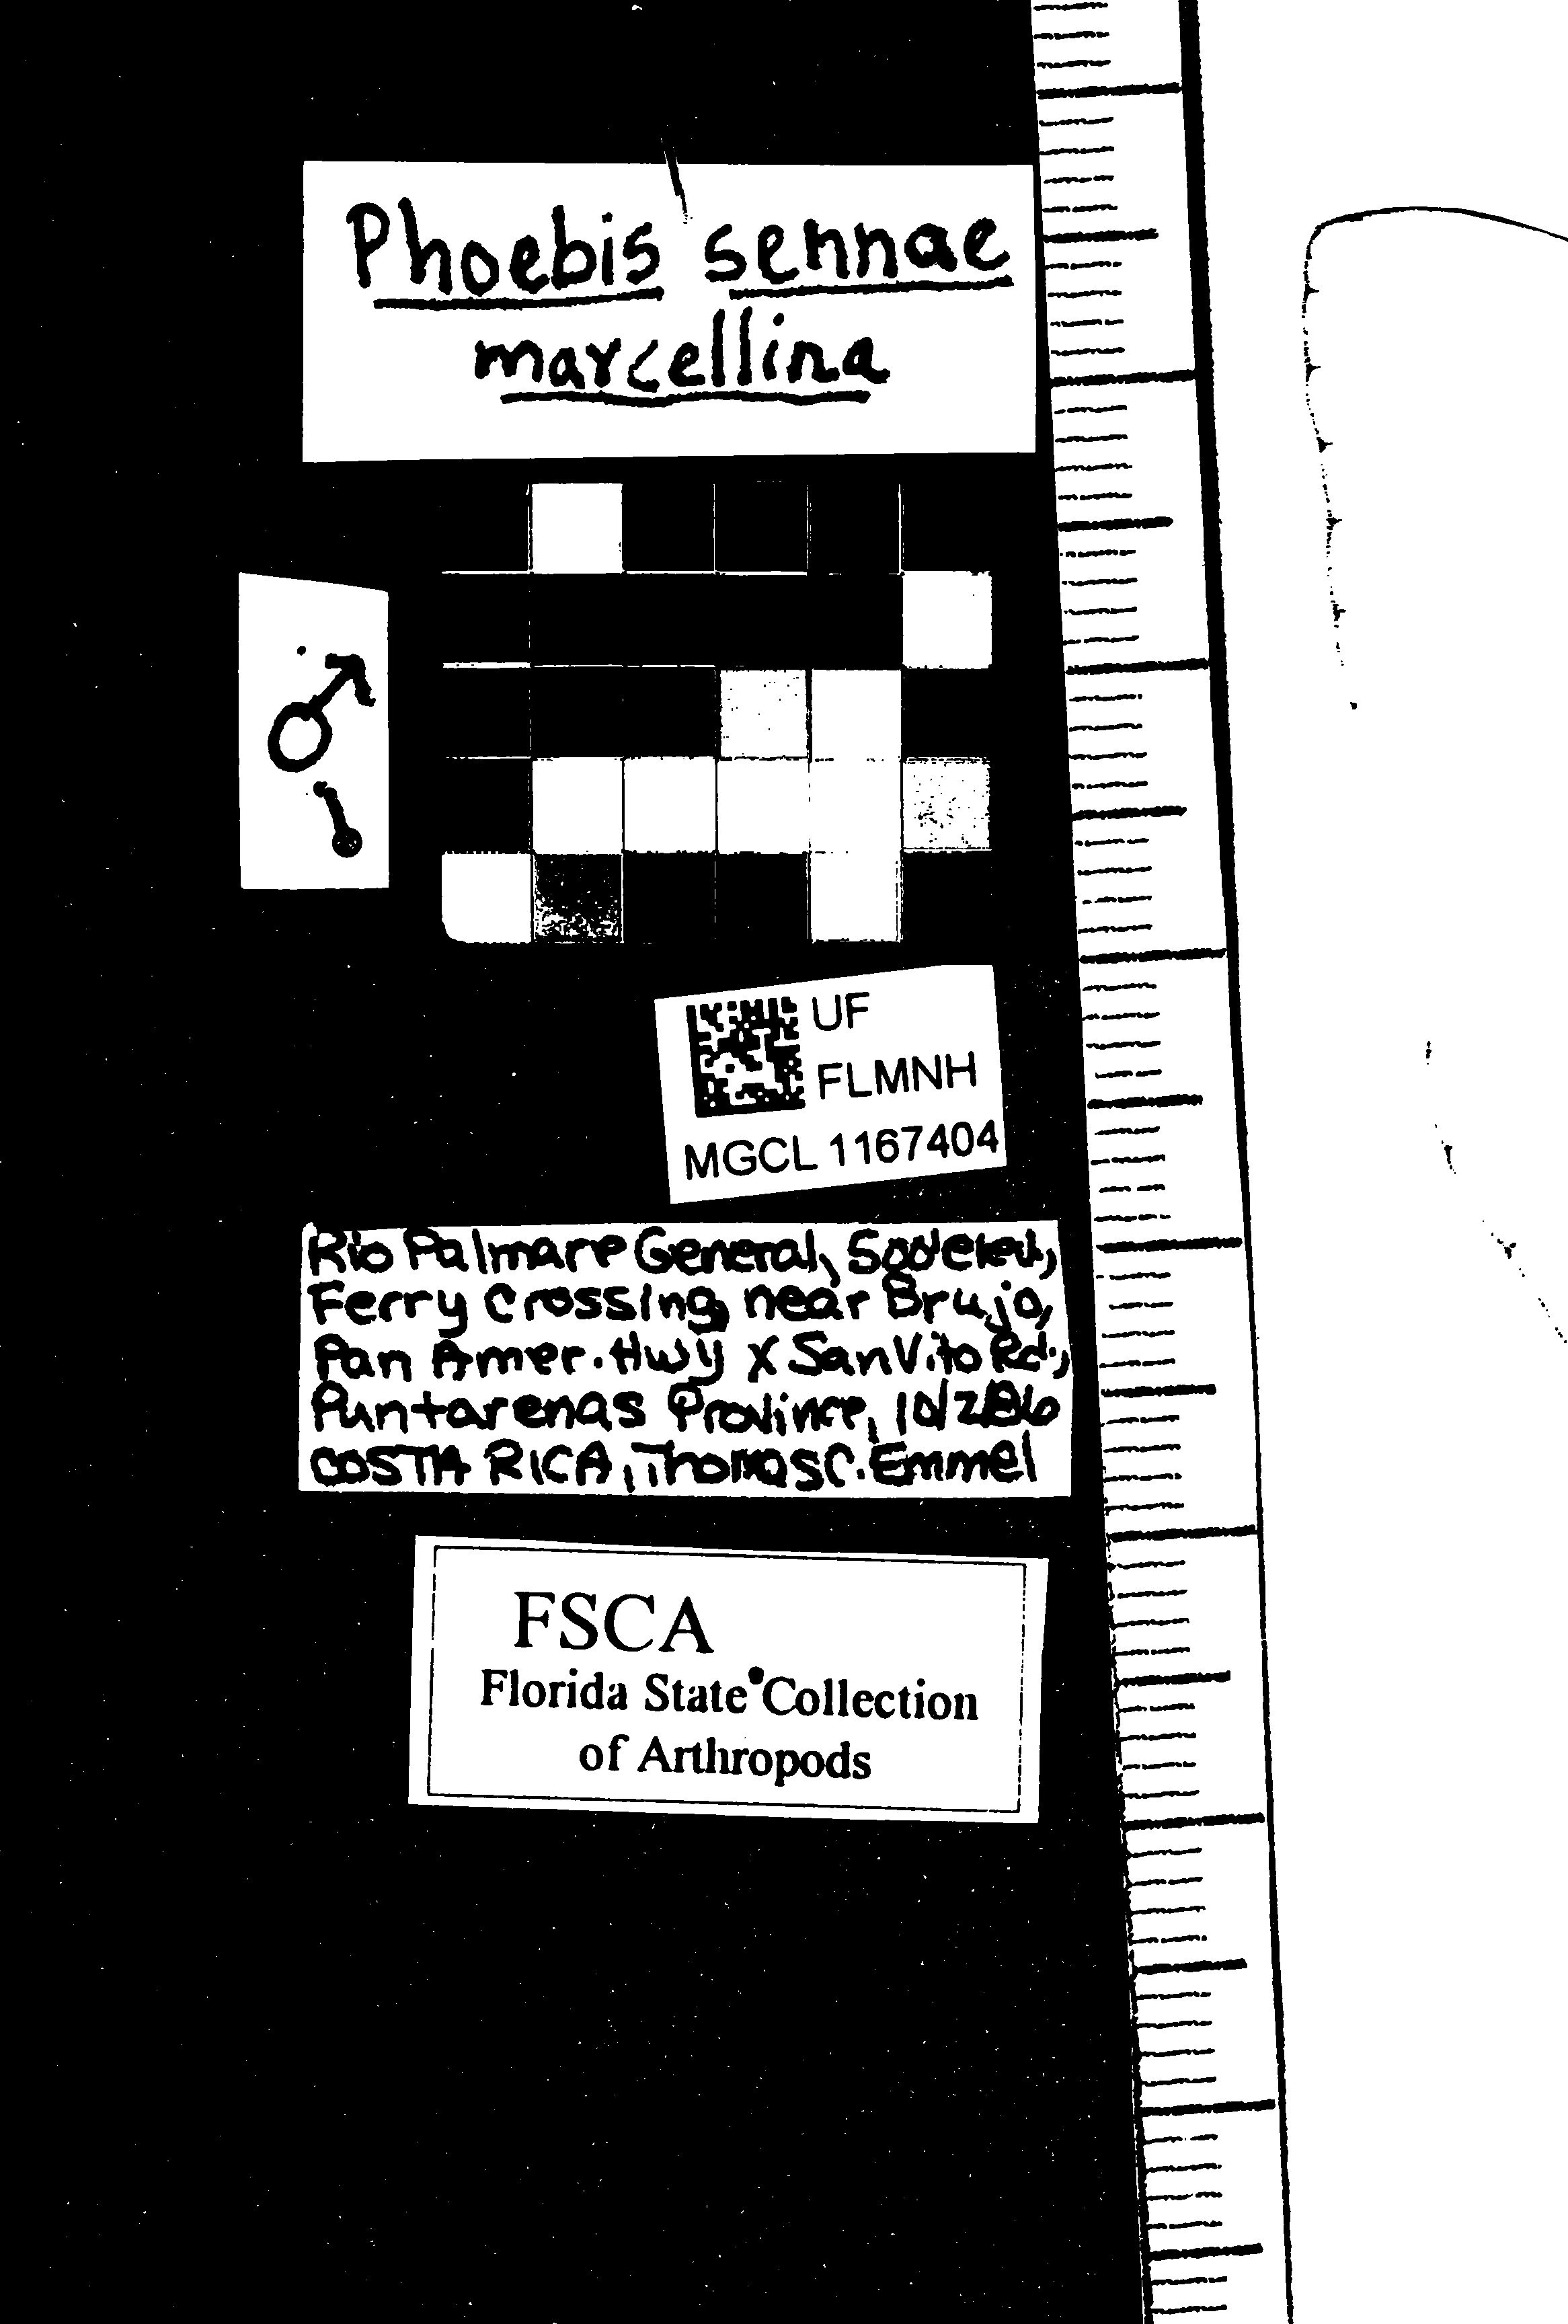 Phoebis sennae
marcellina
♂
UF
FLMNH
MGCL 1167404
Rio Palmare General,
Ferry Crossing, near Brujo,
Pan Amer. Hwy X San Vito Rd.,
Puntarenas Province, 10/2/86
COSTA RICA, Thomas C. Emmel
FSCA
Florida State Collection
of Arthropods